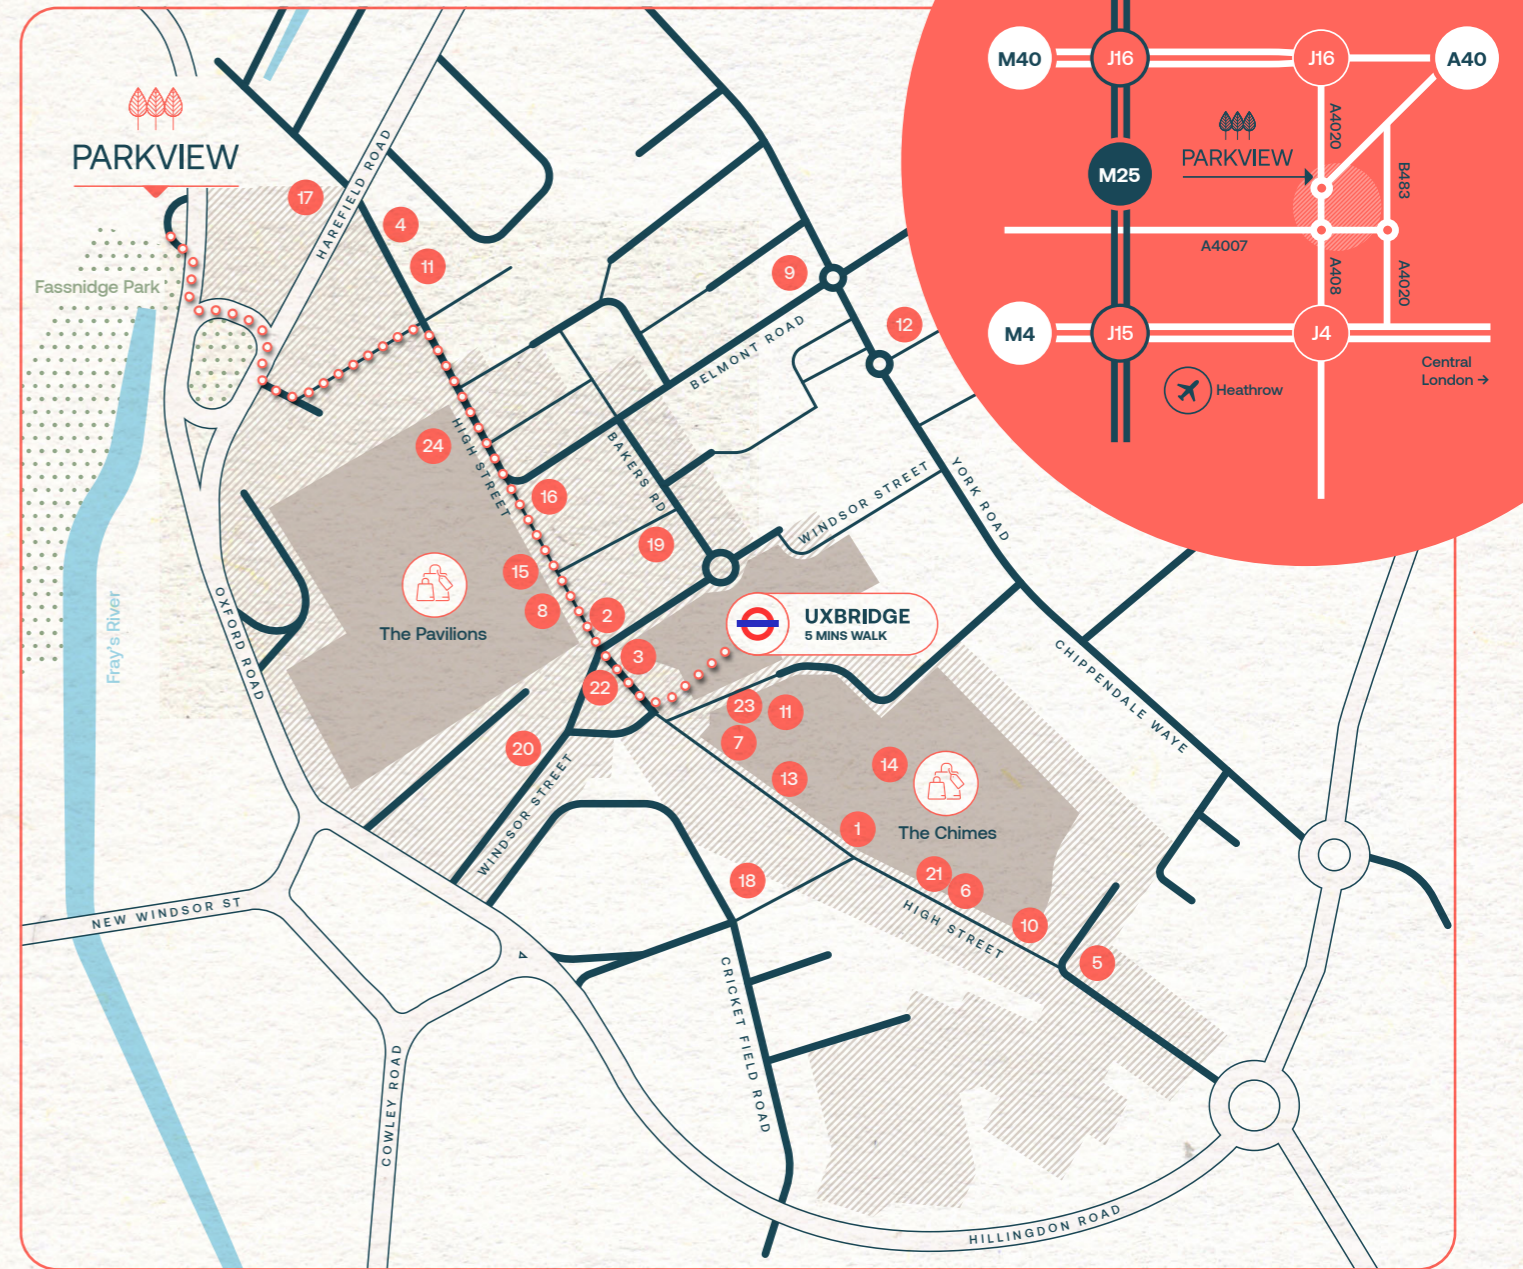 PARKVIEW
Fassnidge Park
Fray's River
HAREFIELD ROAD
OXFORD ROAD
NEW WINDSOR ST
COWLEY ROAD
HIGH STREET
BAKERS RD
BELMONT ROAD
WINDSOR STREET
YORK ROAD
CHIPPENDALE WAYE
WINDSOR STREET
CRICKET FIELD ROAD
HIGH STREET
HILLINGDON ROAD
The Pavilions
The Chimes
UXBRIDGE
5 MINS WALK
17
4
11
9
12
24
16
19
15
8
2
3
22
20
23
11
7
13
14
1
18
21
6
10
5
M40
J16
J16
A40
A4020
PARKVIEW
M25
B483
A4007
A408
A4020
M4
J15
J4
Heathrow
Central
London →